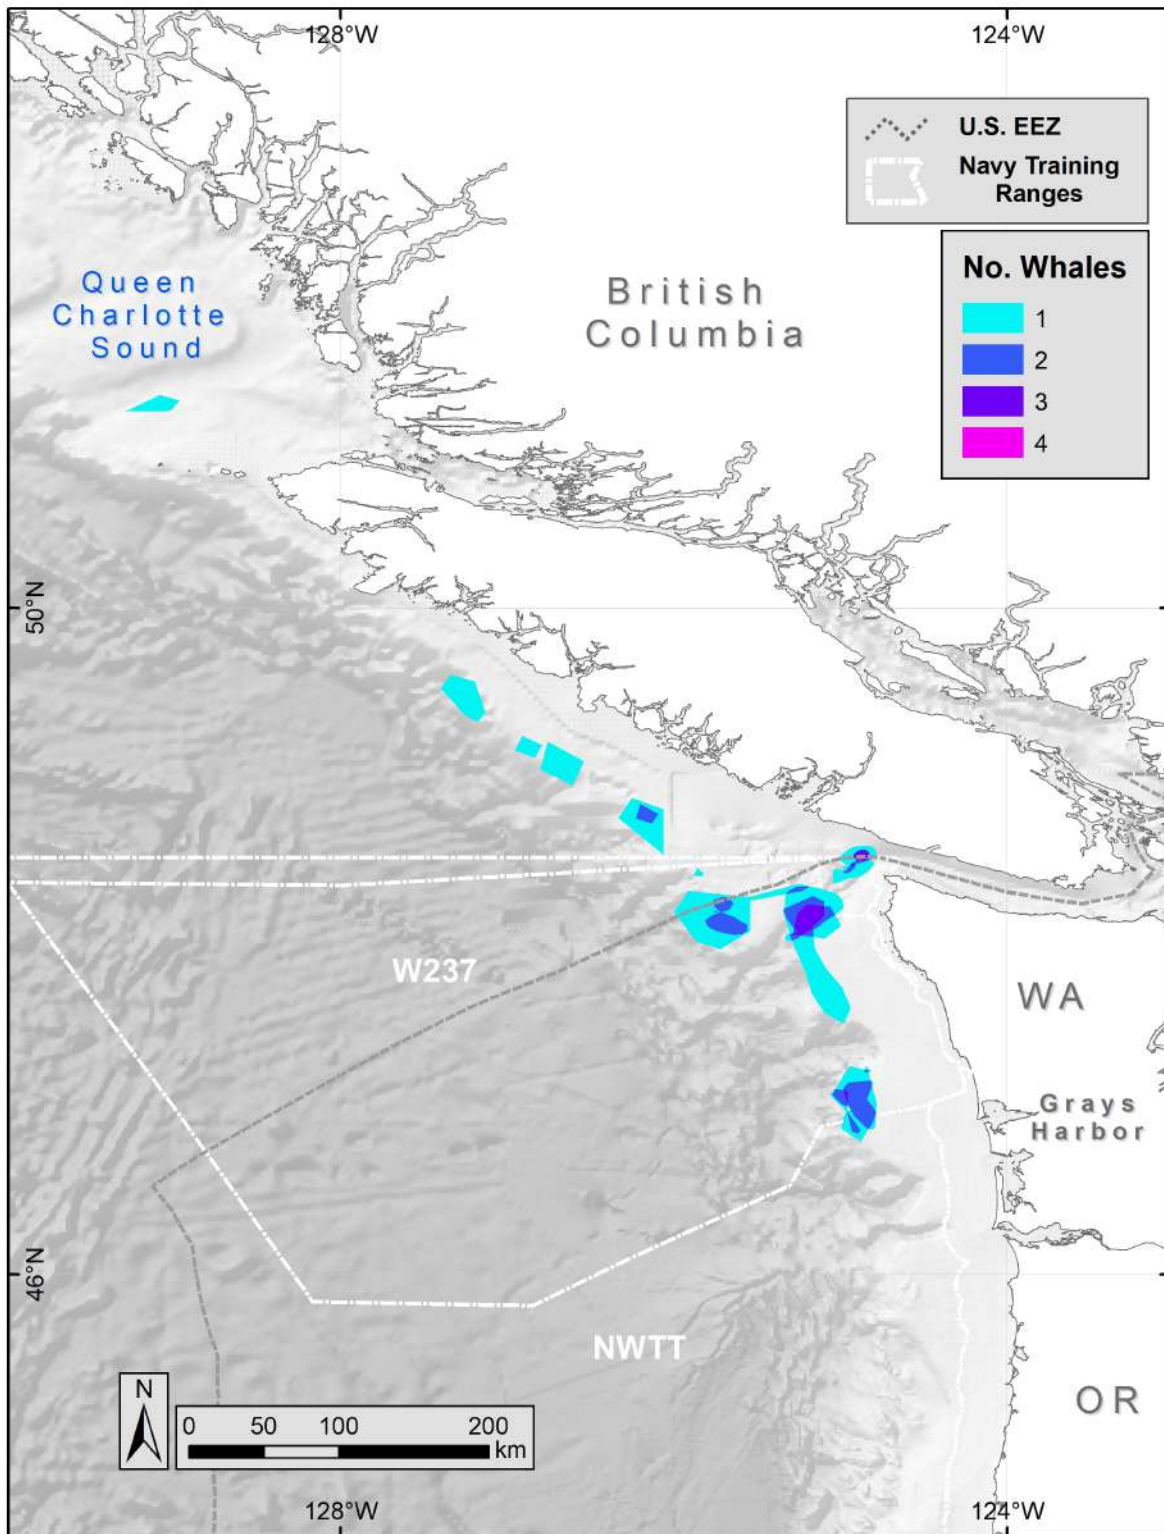 128°W
124°W
U.S. EEZ
Navy Training
Ranges
No. Whales
1
2
3
4
Queen
Charlotte
Sound
British
Columbia
50°N
W237
WA
Grays
Harbor
46°N
NWTT
OR
N
0 50 100 200
km
128°W
124°W